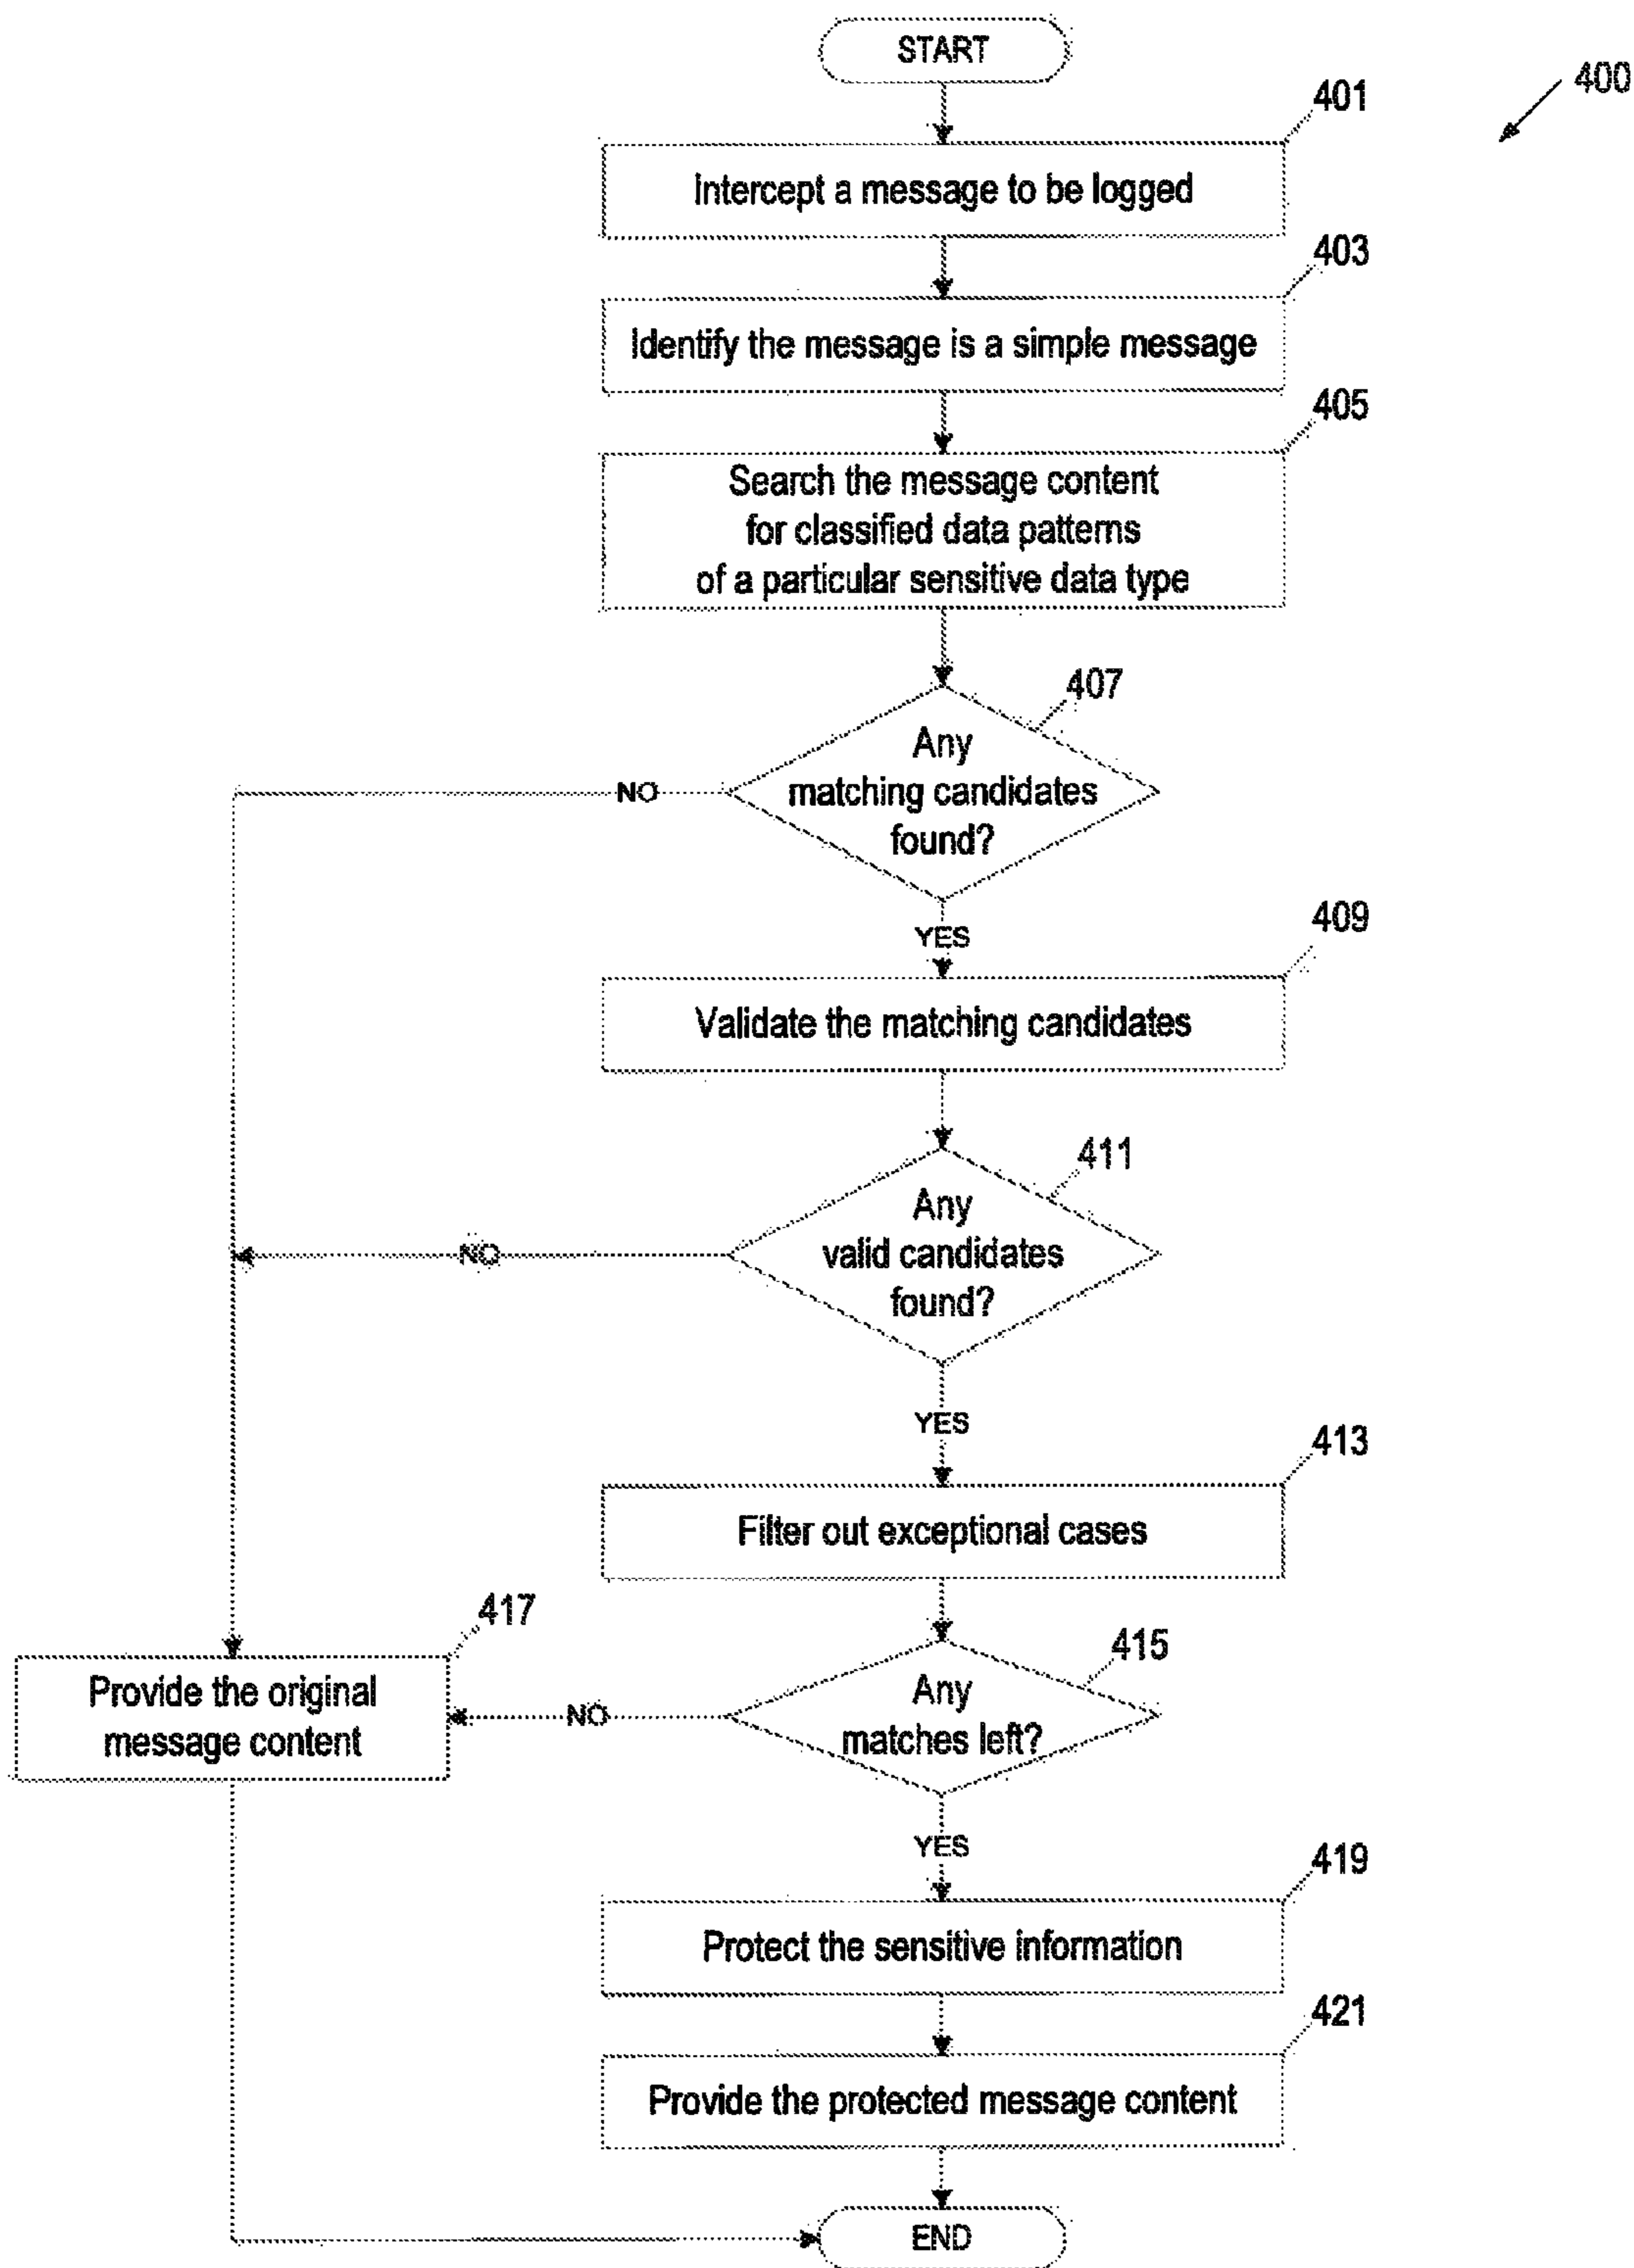 START
400
401
Intercept a message to be logged
403
Identify the message is a simple message
405
Search the message content
for classified data patterns
of a particular sensitive data type
407
Any
matching candidates
found?
NO
YES
409
Validate the matching candidates
411
Any
valid candidates
found?
NO
YES
413
Filter out exceptional cases
417
Provide the original
message content
415
Any
matches left?
NO
YES
419
Protect the sensitive information
421
Provide the protected message content
END